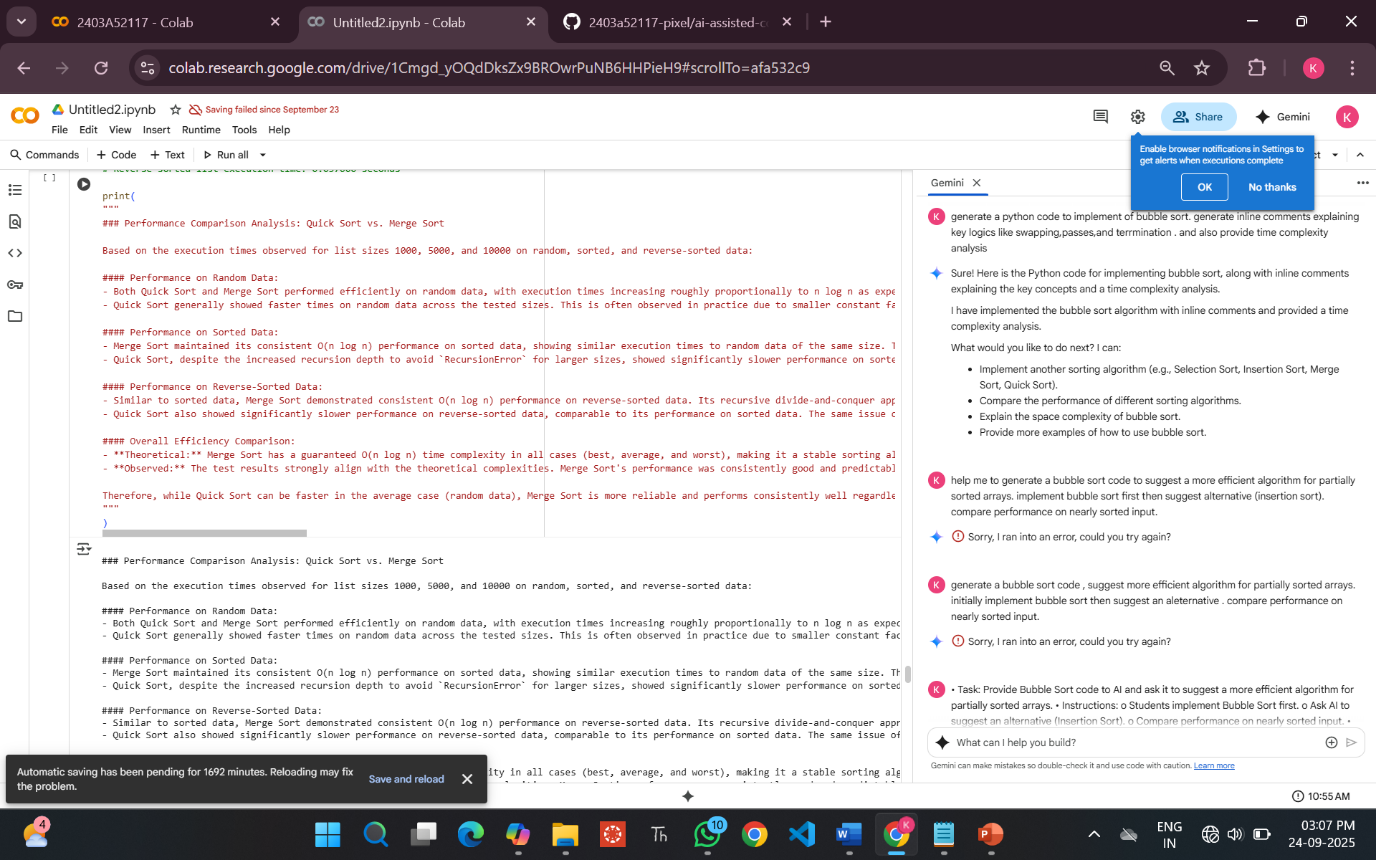 2403A52117 - Colab
Untitled2.ipynb - Colab
2403a52117-pixel/ai-assisted-c
colab.research.google.com/drive/1Cmgd_yOQdDksZx9BROwrPuNB6HHPieH9#scrollTo=afa532c9
K
Untitled2.ipynb
Saving failed since September 23
File Edit View Insert Runtime Tools Help
Share
Gemini
K
Commands + Code + Text Run all
Enable browser notifications in Settings to
get alerts when executions complete
OK
No thanks
[ ]
print(
"""
### Performance Comparison Analysis: Quick Sort vs. Merge Sort
Based on the execution times observed for list sizes 1000, 5000, and 10000 on random, sorted, and reverse-sorted data:
#### Performance on Random Data:
- Both Quick Sort and Merge Sort performed efficiently on random data, with execution times increasing roughly proportionally to n log n as expe
- Quick Sort generally showed faster times on random data across the tested sizes. This is often observed in practice due to smaller constant fa
#### Performance on Sorted Data:
- Merge Sort maintained its consistent O(n log n) performance on sorted data, showing similar execution times to random data of the same size. T
- Quick Sort, despite the increased recursion depth to avoid `RecursionError` for larger sizes, showed significantly slower performance on sorte
#### Performance on Reverse-Sorted Data:
- Similar to sorted data, Merge Sort demonstrated consistent O(n log n) performance on reverse-sorted data. Its recursive divide-and-conquer app
- Quick Sort also showed significantly slower performance on reverse-sorted data, comparable to its performance on sorted data. The same issue o
#### Overall Efficiency Comparison:
- **Theoretical:** Merge Sort has a guaranteed O(n log n) time complexity in all cases (best, average, and worst), making it a stable sorting al
- **Observed:** The test results strongly align with the theoretical complexities. Merge Sort's performance was consistently good and predictabl
Therefore, while Quick Sort can be faster in the average case (random data), Merge Sort is more reliable and performs consistently well regardle
"""
)
### Performance Comparison Analysis: Quick Sort vs. Merge Sort
Based on the execution times observed for list sizes 1000, 5000, and 10000 on random, sorted, and reverse-sorted data:
#### Performance on Random Data:
- Both Quick Sort and Merge Sort performed efficiently on random data, with execution times increasing roughly proportionally to n log n as expec
- Quick Sort generally showed faster times on random data across the tested sizes. This is often observed in practice due to smaller constant fac
#### Performance on Sorted Data:
- Merge Sort maintained its consistent O(n log n) performance on sorted data, showing similar execution times to random data of the same size. Th
- Quick Sort, despite the increased recursion depth to avoid `RecursionError` for larger sizes, showed significantly slower performance on sorted
#### Performance on Reverse-Sorted Data:
- Similar to sorted data, Merge Sort demonstrated consistent O(n log n) performance on reverse-sorted data. Its recursive divide-and-conquer appr
- Quick Sort also showed significantly slower performance on reverse-sorted data, comparable to its performance on sorted data. The same issue of
ity in all cases (best, average, and worst), making it a stable sorting alg
Automatic saving has been pending for 1692 minutes. Reloading may fix
the problem.
Save and reload
Gemini
K
generate a python code to implement of bubble sort. generate inline comments explaining
key logics like swapping,passes,and terrmination . and also provide time complexity
analysis
Sure! Here is the Python code for implementing bubble sort, along with inline comments
explaining the key concepts and a time complexity analysis.
I have implemented the bubble sort algorithm with inline comments and provided a time
complexity analysis.
What would you like to do next? I can:
• Implement another sorting algorithm (e.g., Selection Sort, Insertion Sort, Merge
Sort, Quick Sort).
• Compare the performance of different sorting algorithms.
• Explain the space complexity of bubble sort.
• Provide more examples of how to use bubble sort.
K
help me to generate a bubble sort code to suggest a more efficient algorithm for partially
sorted arrays. implement bubble sort first then suggest alternative (insertion sort).
compare performance on nearly sorted input.
Sorry, I ran into an error, could you try again?
K
generate a bubble sort code , suggest more efficient algorithm for partially sorted arrays.
initially implement bubble sort then suggest an aleternative . compare performance on
nearly sorted input.
Sorry, I ran into an error, could you try again?
K
• Task: Provide Bubble Sort code to AI and ask it to suggest a more efficient algorithm for
partially sorted arrays. • Instructions: o Students implement Bubble Sort first. o Ask AI to
suggest an alternative (Insertion Sort). o Compare performance on nearly sorted input. •
What can I help you build?
Gemini can make mistakes so double-check it and use code with caution. Learn more
10:55 AM
4
Th
10
K
ENG
IN
03:07 PM
24-09-2025